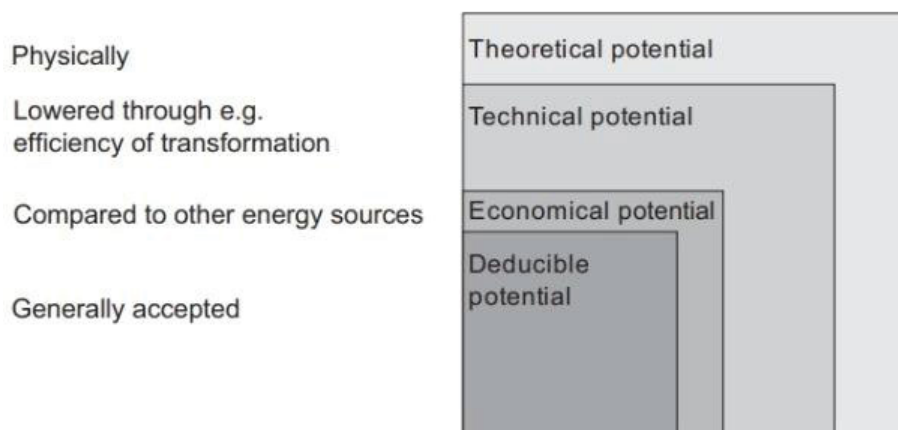 Physically
Theoretical potential
Lowered through e.g.
efficiency of transformation
Technical potential
Compared to other energy sources
Economical potential
Generally accepted
Deducible
potential